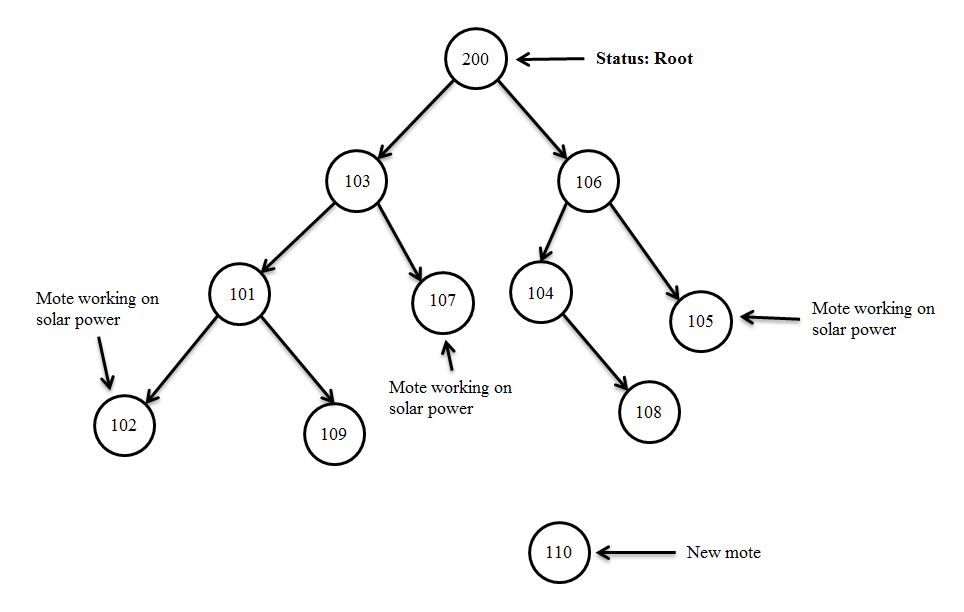 200
Status: Root
103
106
101
107
104
105
Mote working on
solar power
Mote working on
solar power
Mote working on
solar power
102
109
108
110
New mote